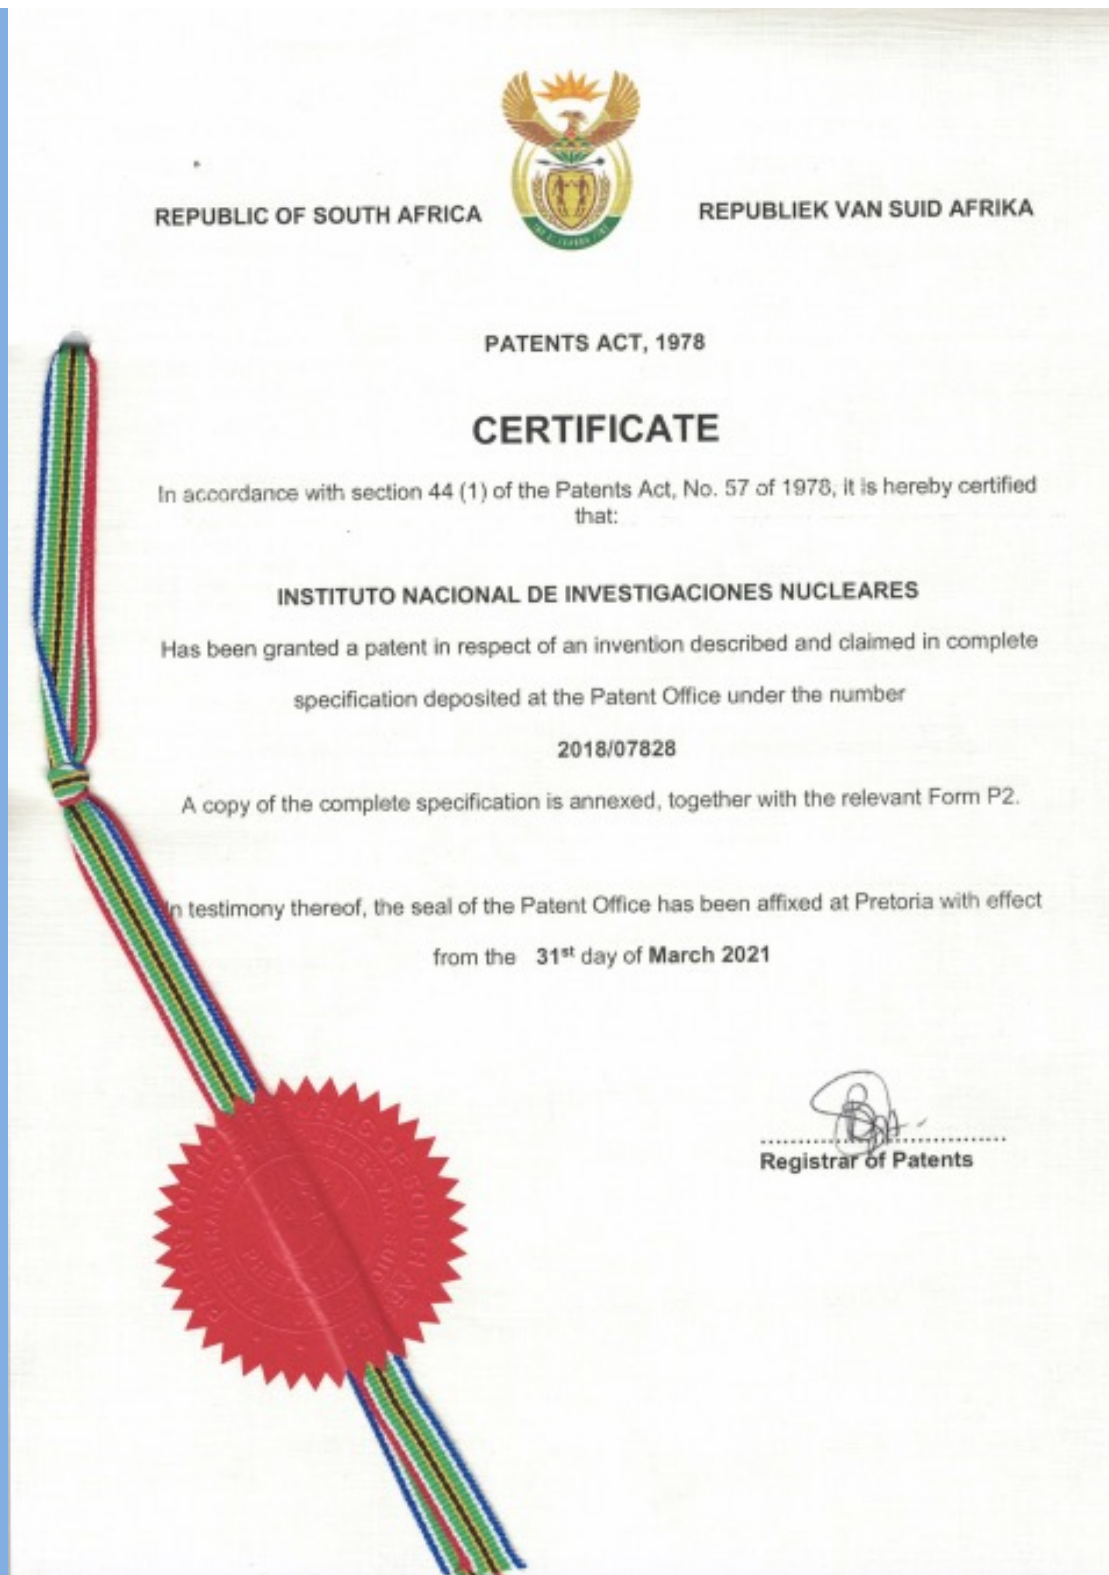 REPUBLIC OF SOUTH AFRICA
REPUBLIEK VAN SUID AFRIKA
PATENTS ACT, 1978
CERTIFICATE
In accordance with section 44 (1) of the Patents Act, No. 57 of 1978, it is hereby certified
that:
INSTITUTO NACIONAL DE INVESTIGACIONES NUCLEARES
Has been granted a patent in respect of an invention described and claimed in complete
specification deposited at the Patent Office under the number
2018/07828
A copy of the complete specification is annexed, together with the relevant Form P2.
In testimony thereof, the seal of the Patent Office has been affixed at Pretoria with effect
from the 31st day of March 2021
Registrar of Patents